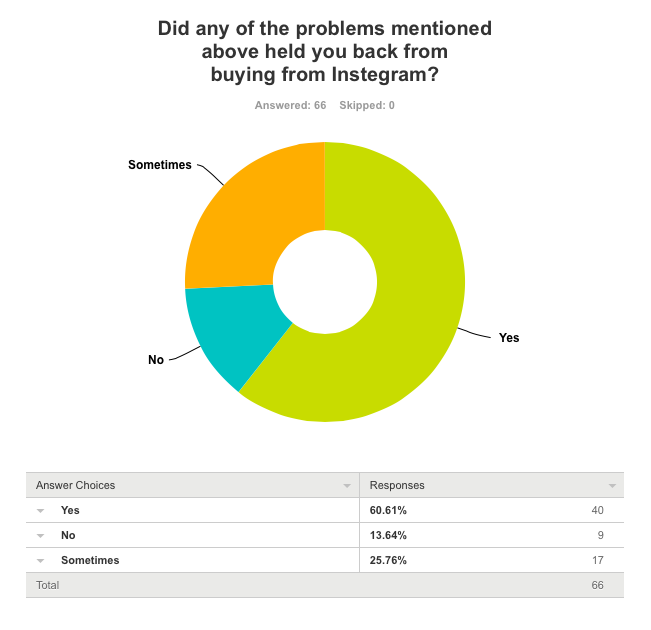 Did any of the problems mentioned
above held you back from
buying from Instegram?
Answered: 66 Skipped: 0
Sometimes
Yes
No
Answer Choices Responses
Yes 60.61% 40
No 13.64% 9
Sometimes 25.76% 17
Total 66